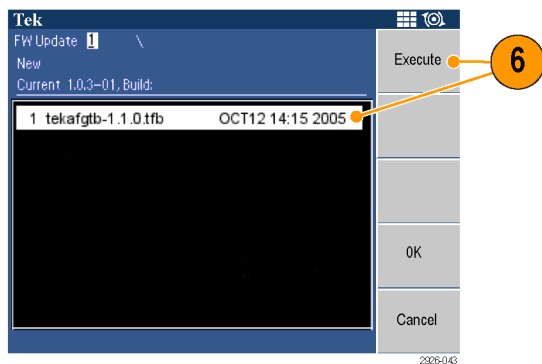 Tek
FW Update 1 \
New
Current 1.0.3-01, Build:
1 tekafgtb-1.1.0.tfb OCT12 14:15 2005
Execute
6
OK
Cancel
2926-043